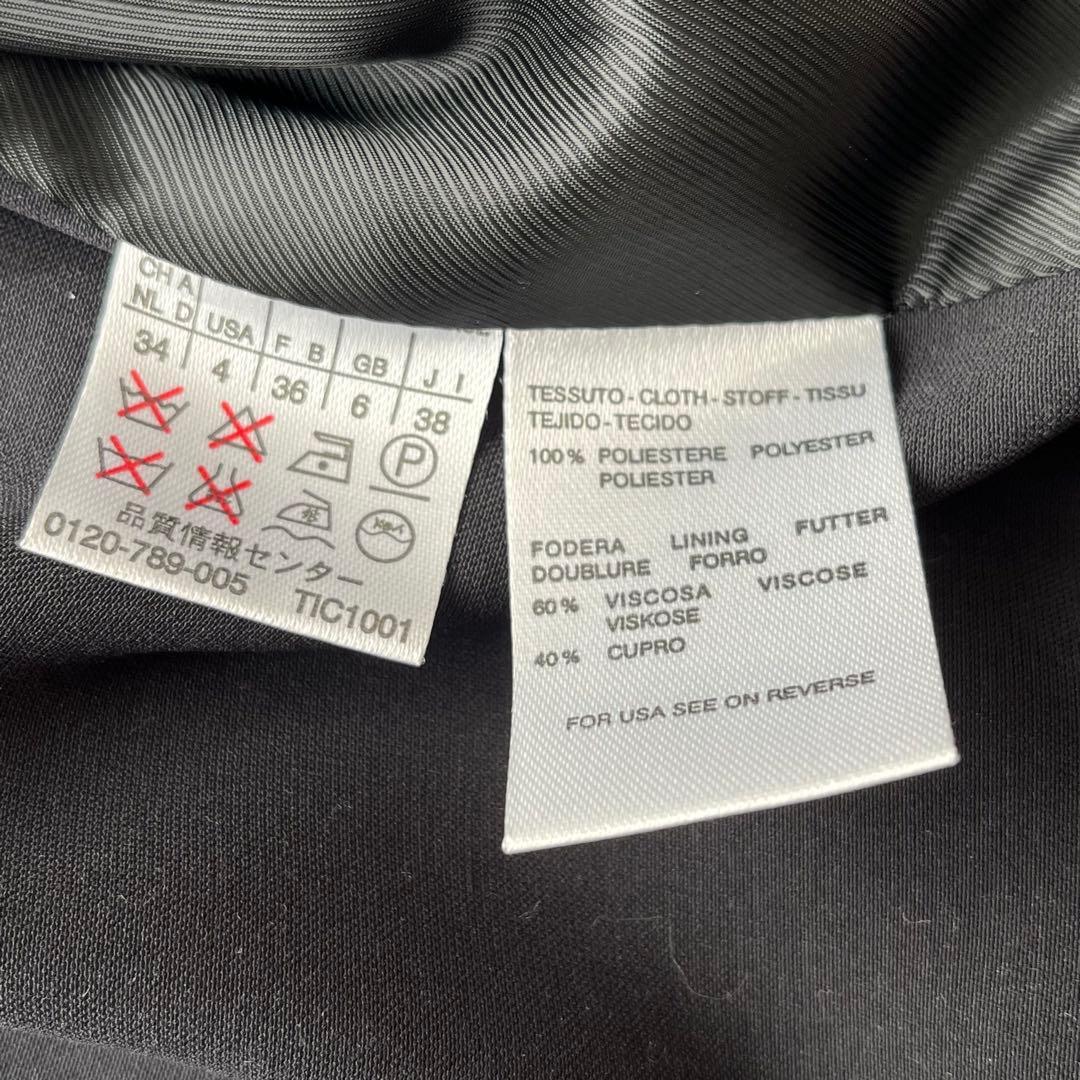 CH A
NL D USA F B GB J I
34 4 36 6 38
P
品質情報センター
0120-789-005 TIC1001
TESSUTO-CLOTH-STOFF-TISSU
TEJIDO-TECIDO
100% POLIESTERE POLYESTER
POLIESTER
FODERA LINING FUTTER
DOUBLURE FORRO
60% VISCOSA VISCOSE
VISKOSE
40% CUPRO
FOR USA SEE ON REVERSE